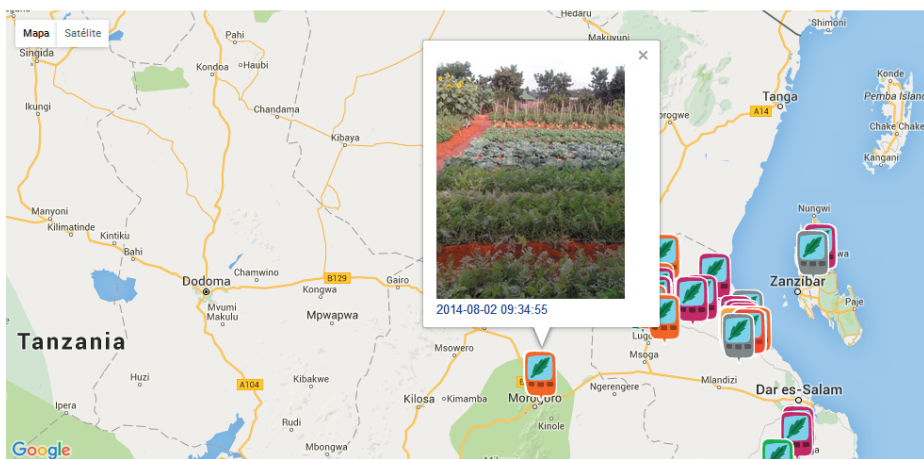 Mapa
Satélite
Singida
Pahi
Kondoa
Haubi
Hedaru
Makuyuni
Shimoni
Ikungi
Chandama
Kibaya
orogwe
Tanga
A14
Konde
Pemba Island
Chake Chake
Kangani
Manyoni
Kilimatinde
Kintiku
Bahi
Nungwi
Dodoma
Chamwino
B129
Gairo
Kongwa
Zanzibar
Paje
Mvumi
Makulu
Mpwapwa
2014-08-02 09:34:55
Tanzania
Msowero
Msoga
Huzi
A104
Kibakwe
Kilosa
Kimamba
Morogoro
Ngerengere
Mlandizi
Dar es-Salam
Ipera
Rudi
Kinole
Mbongwa
Google